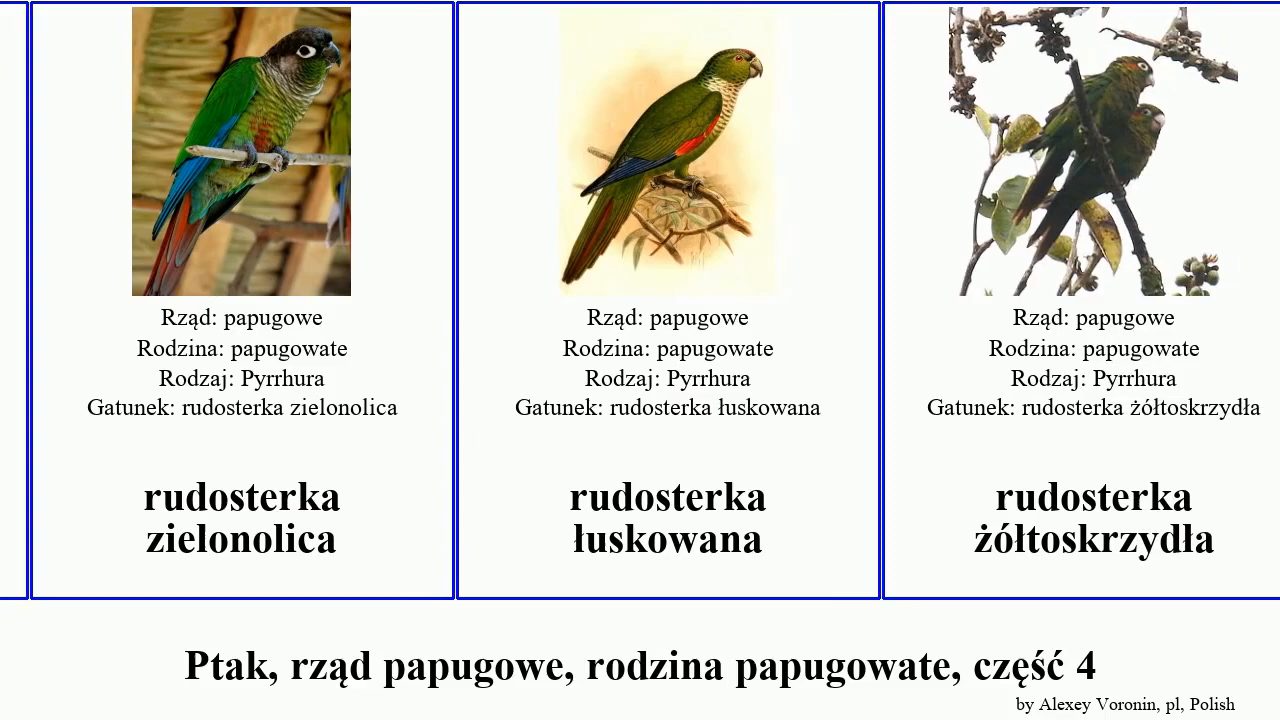 Rząd: papugowe
Rodzina: papugowate
Rodzaj: Pyrrhura
Gatunek: rudosterka zielonolica
rudosterka
zielonolica
Rząd: papugowe
Rodzina: papugowate
Rodzaj: Pyrrhura
Gatunek: rudosterka łuskowana
rudosterka
łuskowana
Rząd: papugowe
Rodzina: papugowate
Rodzaj: Pyrrhura
Gatunek: rudosterka żółtoskrzydła
rudosterka
żółtoskrzydła
Ptak, rząd papugowe, rodzina papugowate, część 4
by Alexey Voronin, pl, Polish